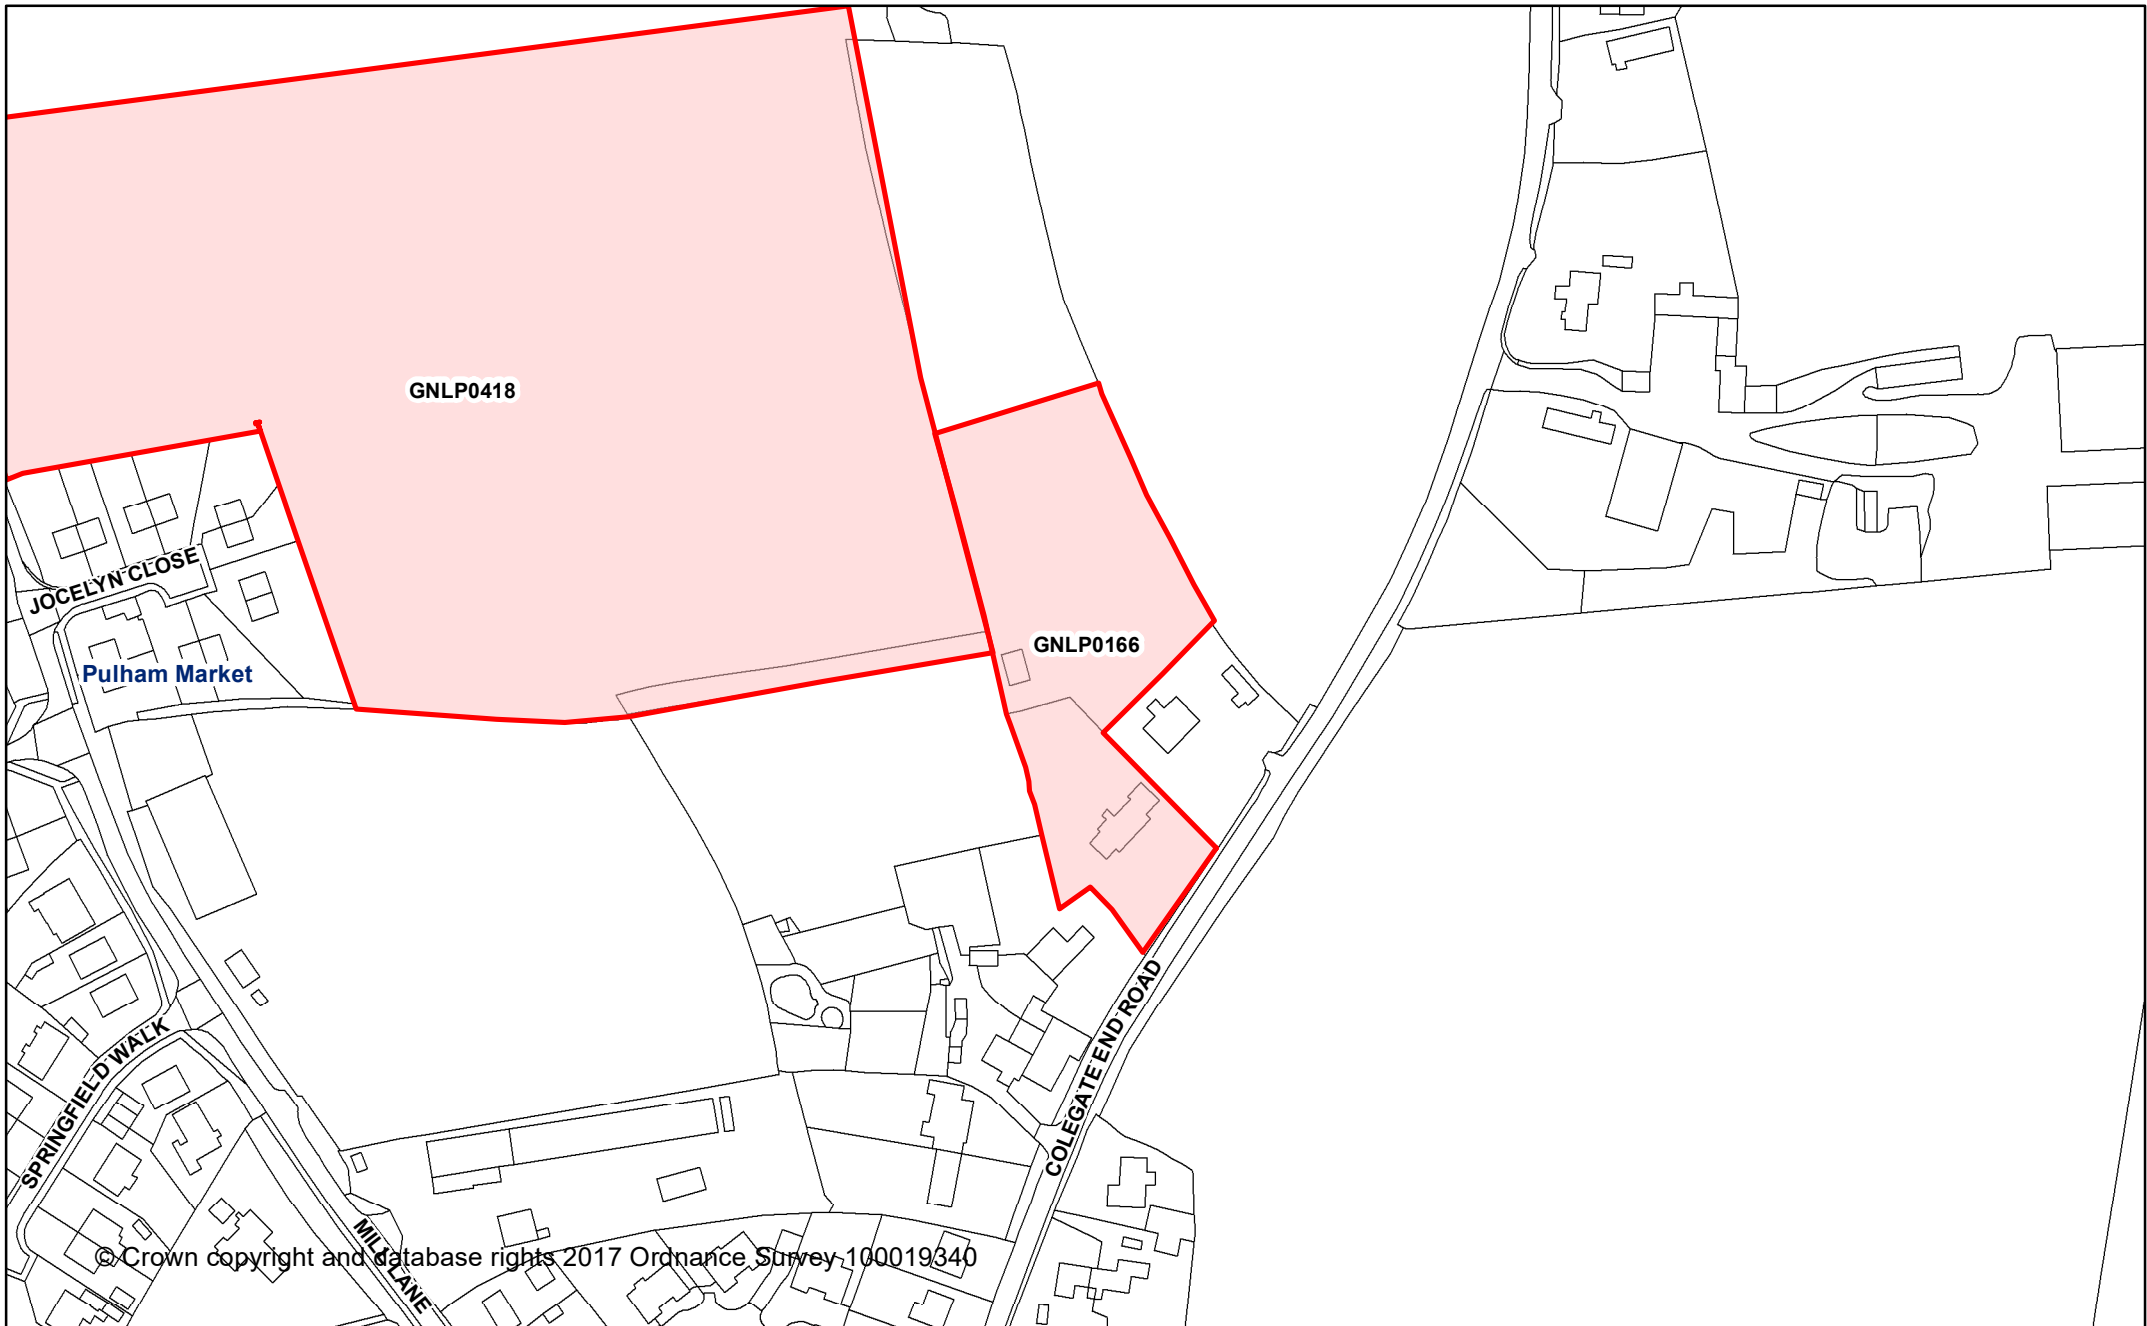 GNLP0418
GNLP0166
JOCELYN CLOSE
Pulham Market
SPRINGFIELD WALK
COLEGATE END ROAD
MILL LANE
© Crown copyright and database rights 2017 Ordnance Survey 100019340